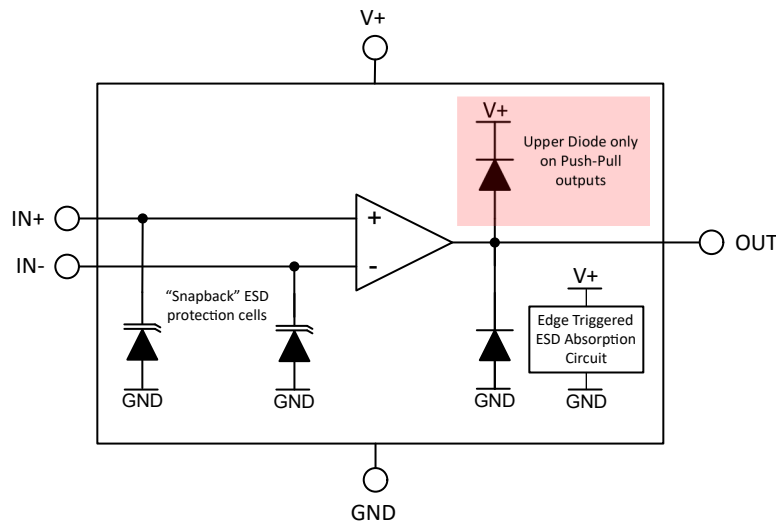 V+
V+
Upper Diode only
on Push-Pull
outputs
IN+
+
OUT
IN-
-
V+
"Snapback" ESD
protection cells
Edge Triggered
ESD Absorption
Circuit
GND
GND
GND
GND
GND